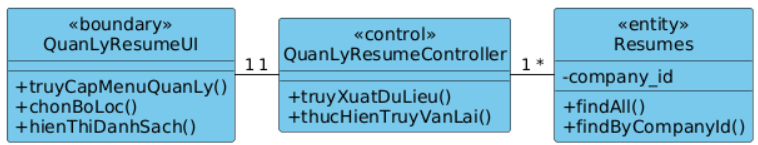 «boundary»
QuanLyResumeUI
+truyCapMenuQuanLy()
+chonBoLoc()
+hienThiDanhSach()
1 1
«control»
QuanLyResumeController
+truyXuatDuLieu()
+thucHienTruyVanLai()
1 *
«entity»
Resumes
-company_id
+findAll()
+findByCompanyId()